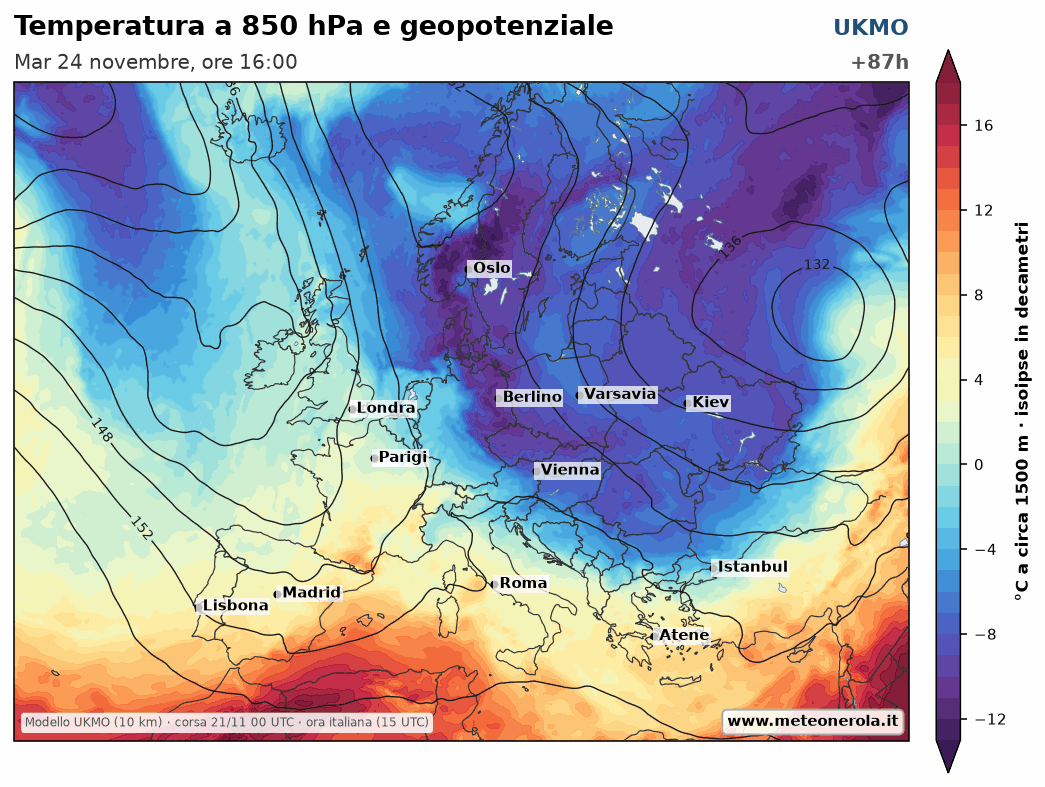 Temperatura a 850 hPa e geopotenziale
UKMO
Mar 24 novembre, ore 16:00
+87h
136
132
148
152
Oslo
Berlino
Varsavia
Kiev
Londra
Parigi
Vienna
Istanbul
Roma
Madrid
Lisbona
Atene
16
12
8
4
0
−4
−8
−12
°C a circa 1500 m · isoipse in decametri
Modello UKMO (10 km) · corsa 21/11 00 UTC · ora italiana (15 UTC)
www.meteonerola.it